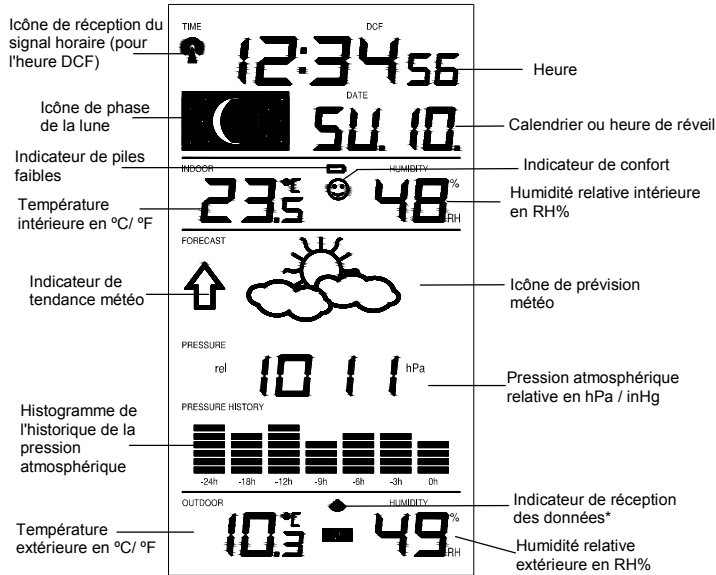 Icône de réception du
signal horaire (pour
l'heure DCF)
TIME
DCF
12:34 56
Heure
Icône de phase
de la lune
DATE
SU. 10.
Calendrier ou heure de réveil
Indicateur de piles
faibles
Indicateur de confort
INDOOR
HUMIDITY
23.5 °C
48 %
RH
Température
intérieure en ºC/ ºF
Humidité relative intérieure
en RH%
FORECAST
Indicateur de
tendance météo
Icône de prévision
météo
PRESSURE
rel 1011 hPa
Pression atmosphérique
relative en hPa / inHg
PRESSURE HISTORY
Histogramme de
l'historique de la
pression
atmosphérique
-24h -18h -12h -9h -6h -3h 0h
OUTDOOR
HUMIDITY
Indicateur de réception
des données*
10.3 °C
49 %
RH
Température
extérieure en ºC/ ºF
Humidité relative
extérieure en RH%